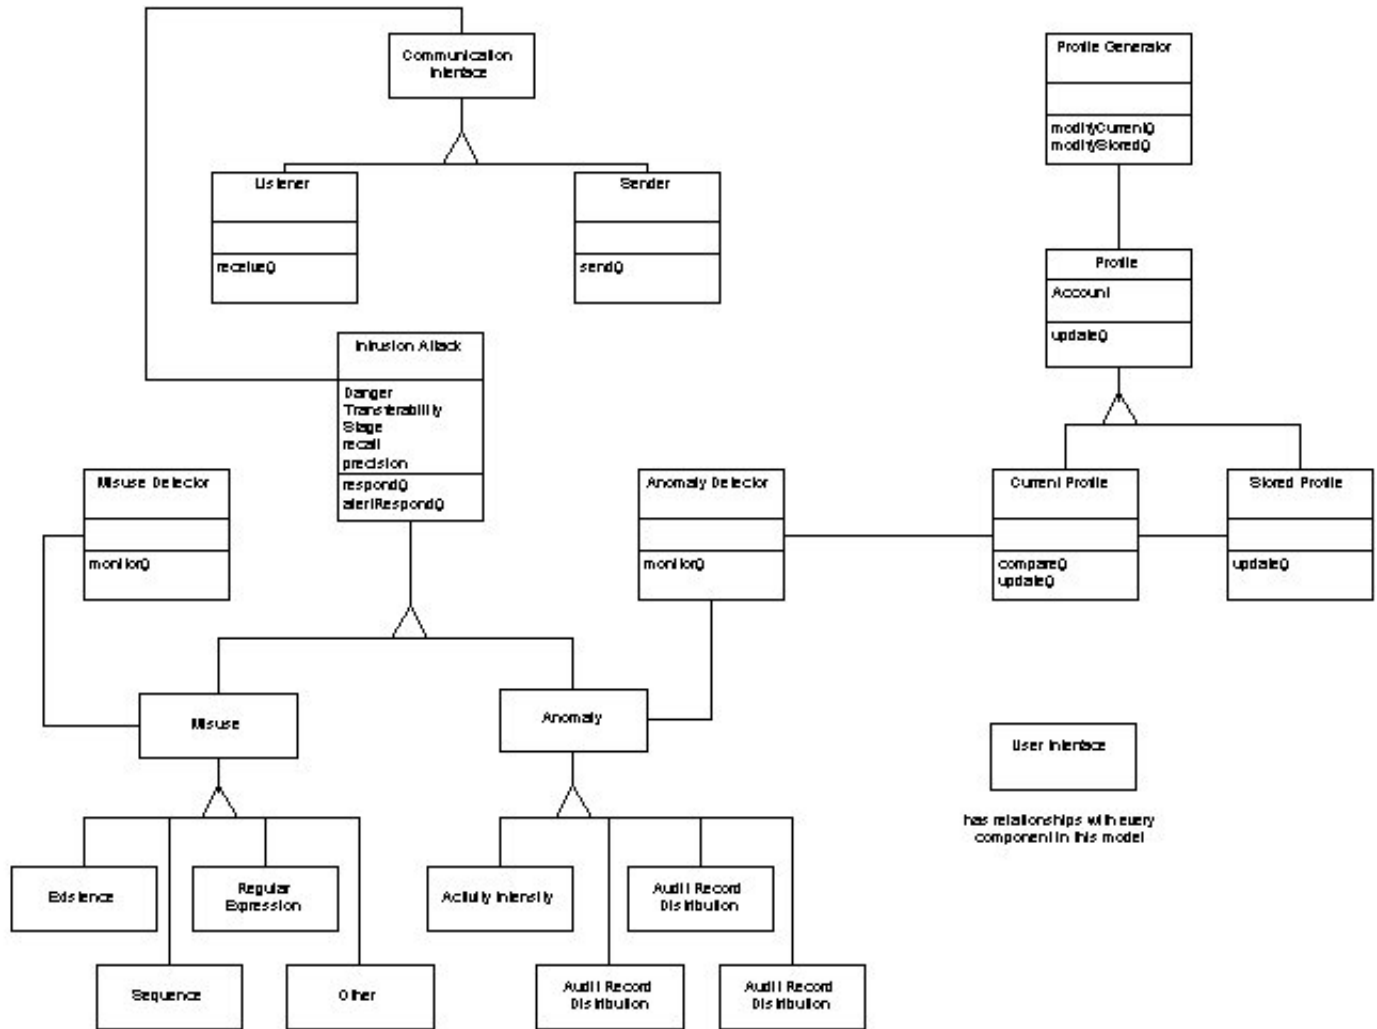 Communication
Interface
Profile Generator
modifyCurrent()
modifyStored()
Listener
receive()
Sender
send()
Profile
Account
update()
Intrusion Attack
Danger
Transferability
Stage
recall
precision
respond()
alertRespond()
Misuse Detector
monitor()
Anomaly Detector
monitor()
Current Profile
compare()
update()
Stored Profile
update()
Misuse
Anomaly
User Interface
has relationships with every
component in this model
Existence
Regular
Expression
Activity Intensity
Audit Record
Distribution
Sequence
Other
Audit Record
Distribution
Audit Record
Distribution